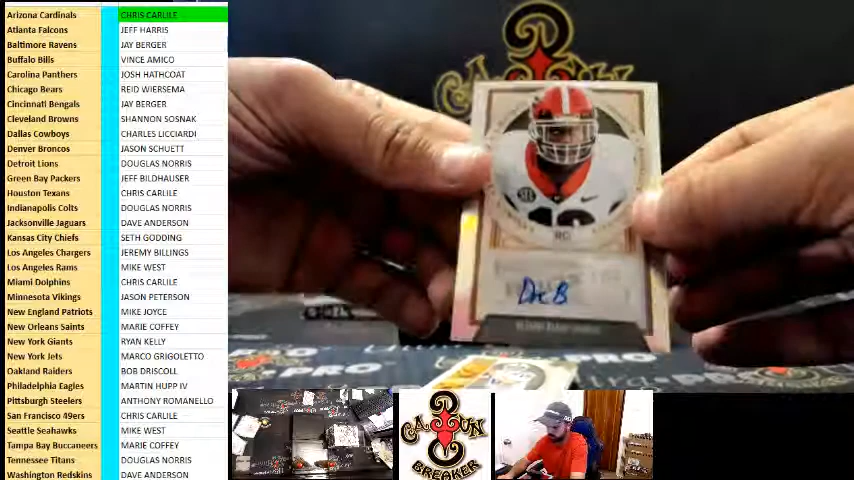 Arizona Cardinals CHRIS CARLILE
Atlanta Falcons JEFF HARRIS
Baltimore Ravens JAY BERGER
Buffalo Bills VINCE AMICO
Carolina Panthers JOSH HATHCOAT
Chicago Bears REID WIERSEMA
Cincinnati Bengals JAY BERGER
Cleveland Browns SHANNON SOSNAK
Dallas Cowboys CHARLES LICCIARDI
Denver Broncos JASON SCHUETT
Detroit Lions DOUGLAS NORRIS
Green Bay Packers JEFF BILDHAUSER
Houston Texans CHRIS CARLILE
Indianapolis Colts DOUGLAS NORRIS
Jacksonville Jaguars DAVE ANDERSON
Kansas City Chiefs SETH GODDING
Los Angeles Chargers JEREMY BILLINGS
Los Angeles Rams MIKE WEST
Miami Dolphins CHRIS CARLILE
Minnesota Vikings JASON PETERSON
New England Patriots MIKE JOYCE
New Orleans Saints MARIE COFFEY
New York Giants RYAN KELLY
New York Jets MARCO GRIGOLETTO
Oakland Raiders BOB DRISCOLL
Philadelphia Eagles MARTIN HUPP IV
Pittsburgh Steelers ANTHONY ROMANELLO
San Francisco 49ers CHRIS CARLILE
Seattle Seahawks MIKE WEST
Tampa Bay Buccaneers MARIE COFFEY
Tennessee Titans DOUGLAS NORRIS
Washington Redskins DAVE ANDERSON
SEC
CAJUN
BREAKER